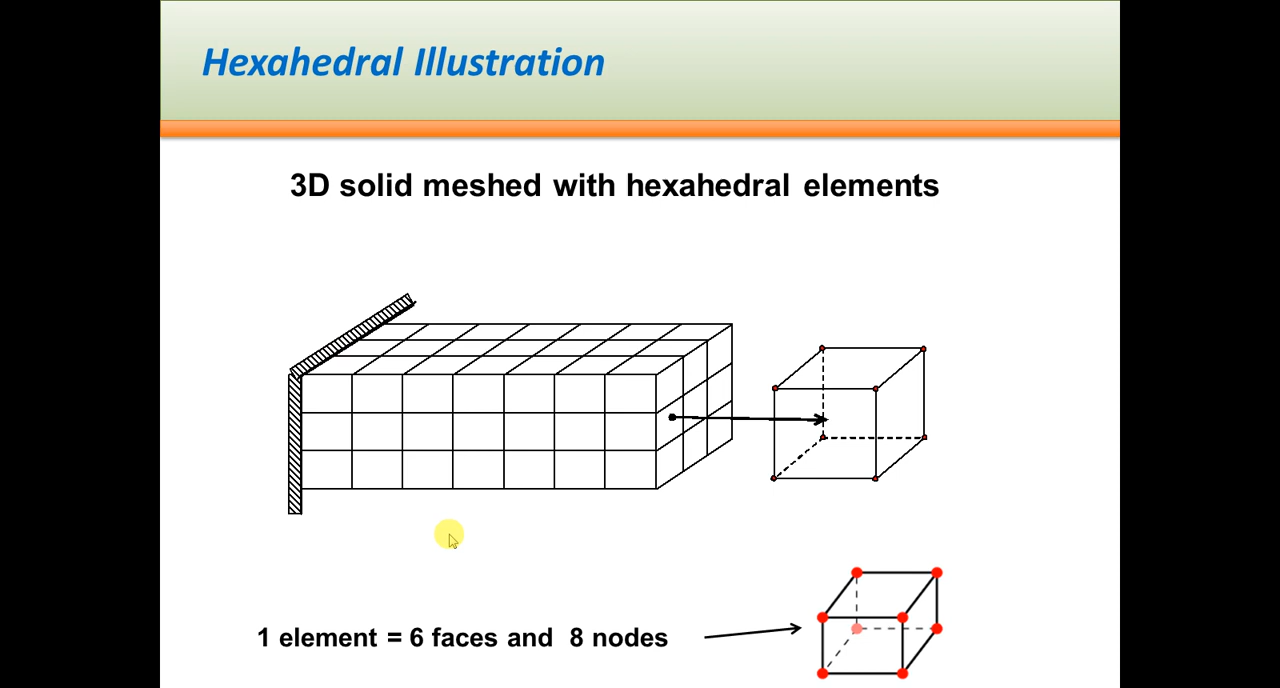 Hexahedral Illustration
3D solid meshed with hexahedral elements
1 element = 6 faces and 8 nodes